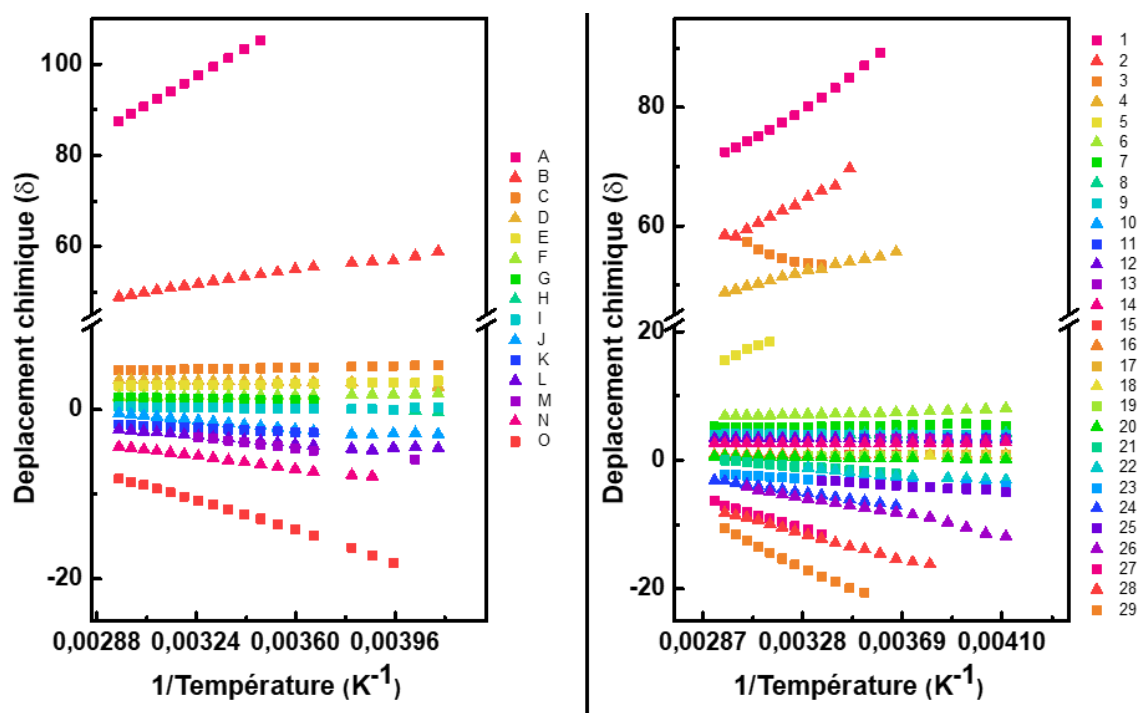 Deplacement chimique (δ)
100
80
60
0
-20
0,00288 0,00324 0,00360 0,00396
1/Température (K⁻¹)
A
B
C
D
E
F
G
H
I
J
K
L
M
N
O
Deplacement chimique (δ)
80
60
20
0
-20
0,00287 0,00328 0,00369 0,00410
1/Température (K⁻¹)
1
2
3
4
5
6
7
8
9
10
11
12
13
14
15
16
17
18
19
20
21
22
23
24
25
26
27
28
29